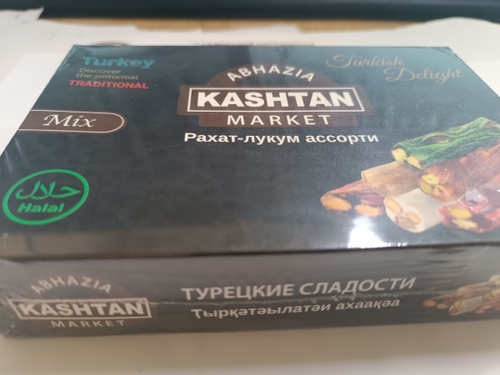 Turkey
Discover
the potential
TRADITIONAL
Turkish
Delight
ABHAZIA
KASHTAN
MARKET
Рахат-лукум ассорти
Mix
حلال
Halal
ABHAZIA
KASHTAN
MARKET
ТУРЕЦКИЕ СЛАДОСТИ
Ҭырқәтәылатәи ахаақәа